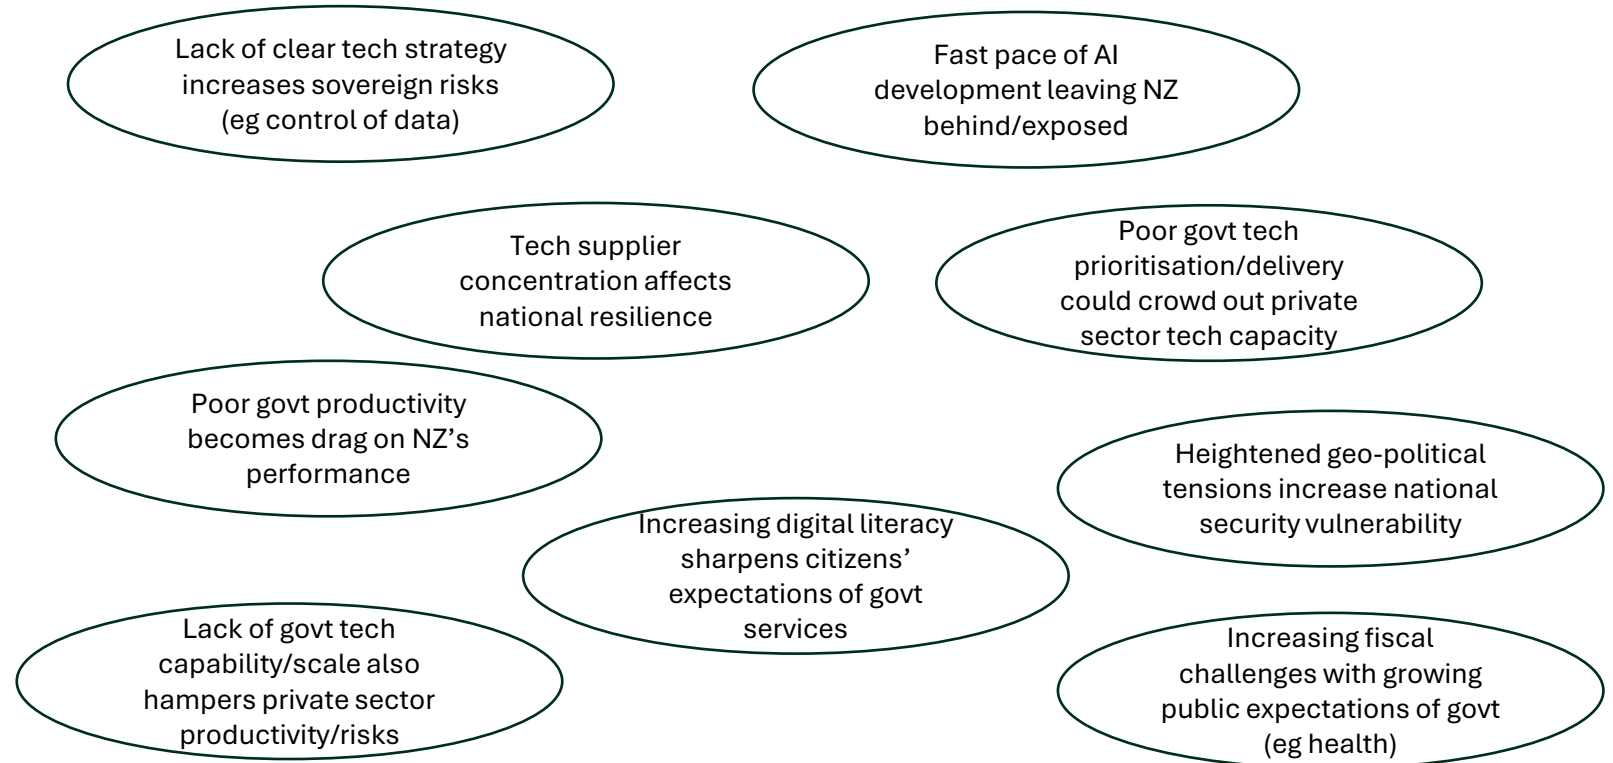 Lack of clear tech strategy
increases sovereign risks
(eg control of data)
Fast pace of AI
development leaving NZ
behind/exposed
Tech supplier
concentration affects
national resilience
Poor govt tech
prioritisation/delivery
could crowd out private
sector tech capacity
Poor govt productivity
becomes drag on NZ’s
performance
Heightened geo-political
tensions increase national
security vulnerability
Increasing digital literacy
sharpens citizens’
expectations of govt
services
Lack of govt tech
capability/scale also
hampers private sector
productivity/risks
Increasing fiscal
challenges with growing
public expectations of govt
(eg health)